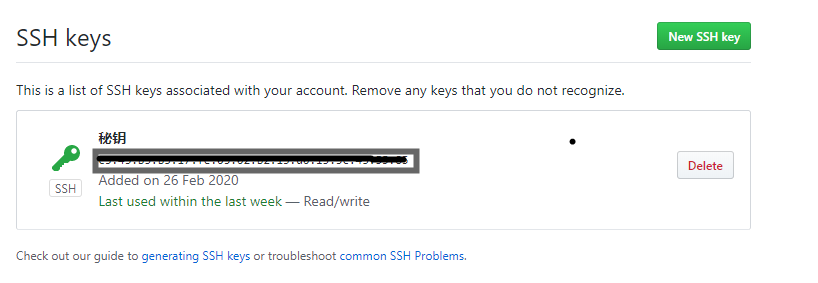 SSH keys
New SSH key
This is a list of SSH keys associated with your account. Remove any keys that you do not recognize.
秘钥
Added on 26 Feb 2020
SSH
Delete
Last used within the last week — Read/write
Check out our guide to generating SSH keys or troubleshoot common SSH Problems.